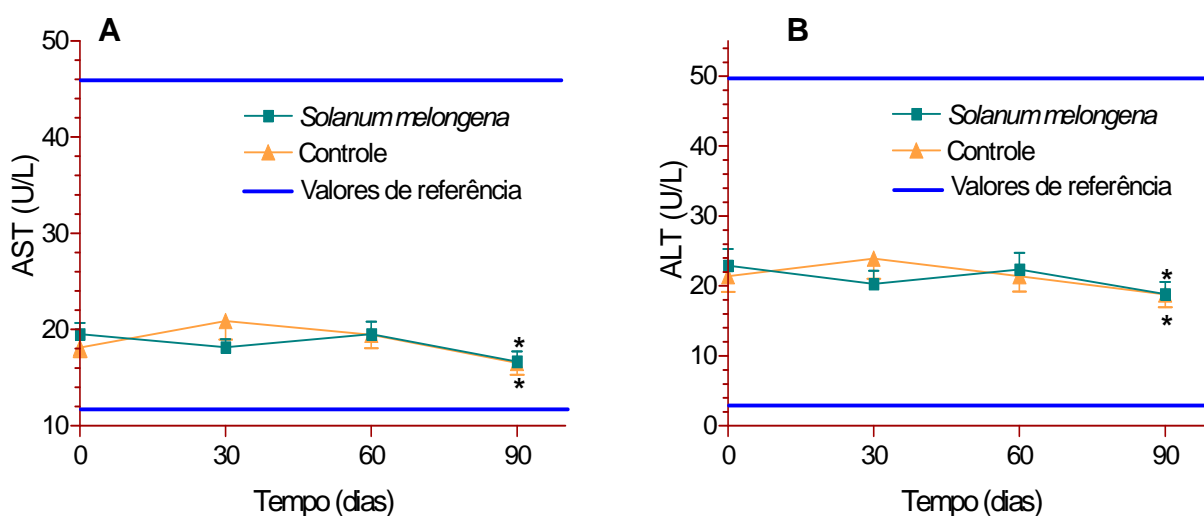 A
50
40
30
20
10
AST (U/L)
Solanum melongena
Controle
Valores de referência
*
*
0 30 60 90
Tempo (dias)
B
50
40
30
20
10
0
ALT (U/L)
Solanum melongena
Controle
Valores de referência
*
*
0 30 60 90
Tempo (dias)